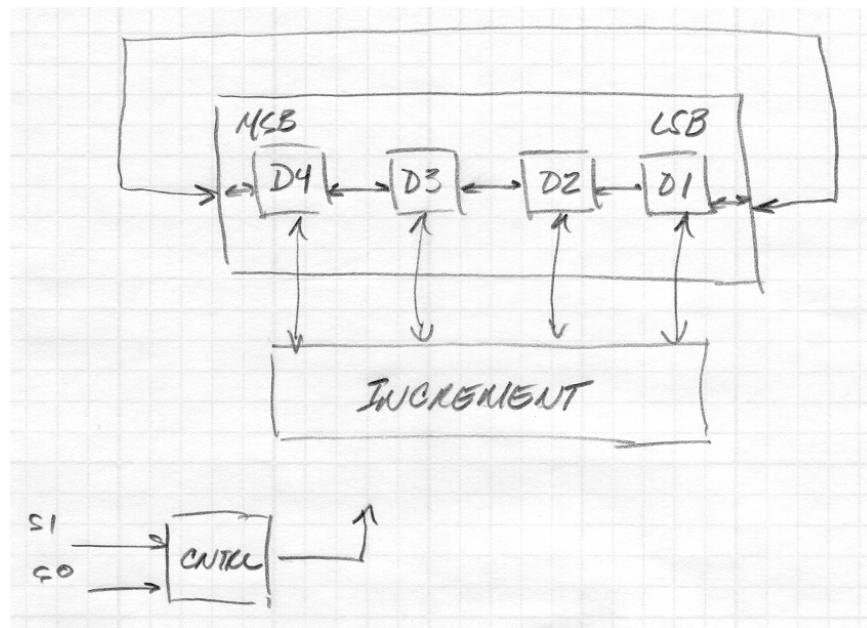 MSB LSB
D4 D3 D2 D1
INCREMENT
S1
S0
CNTRL